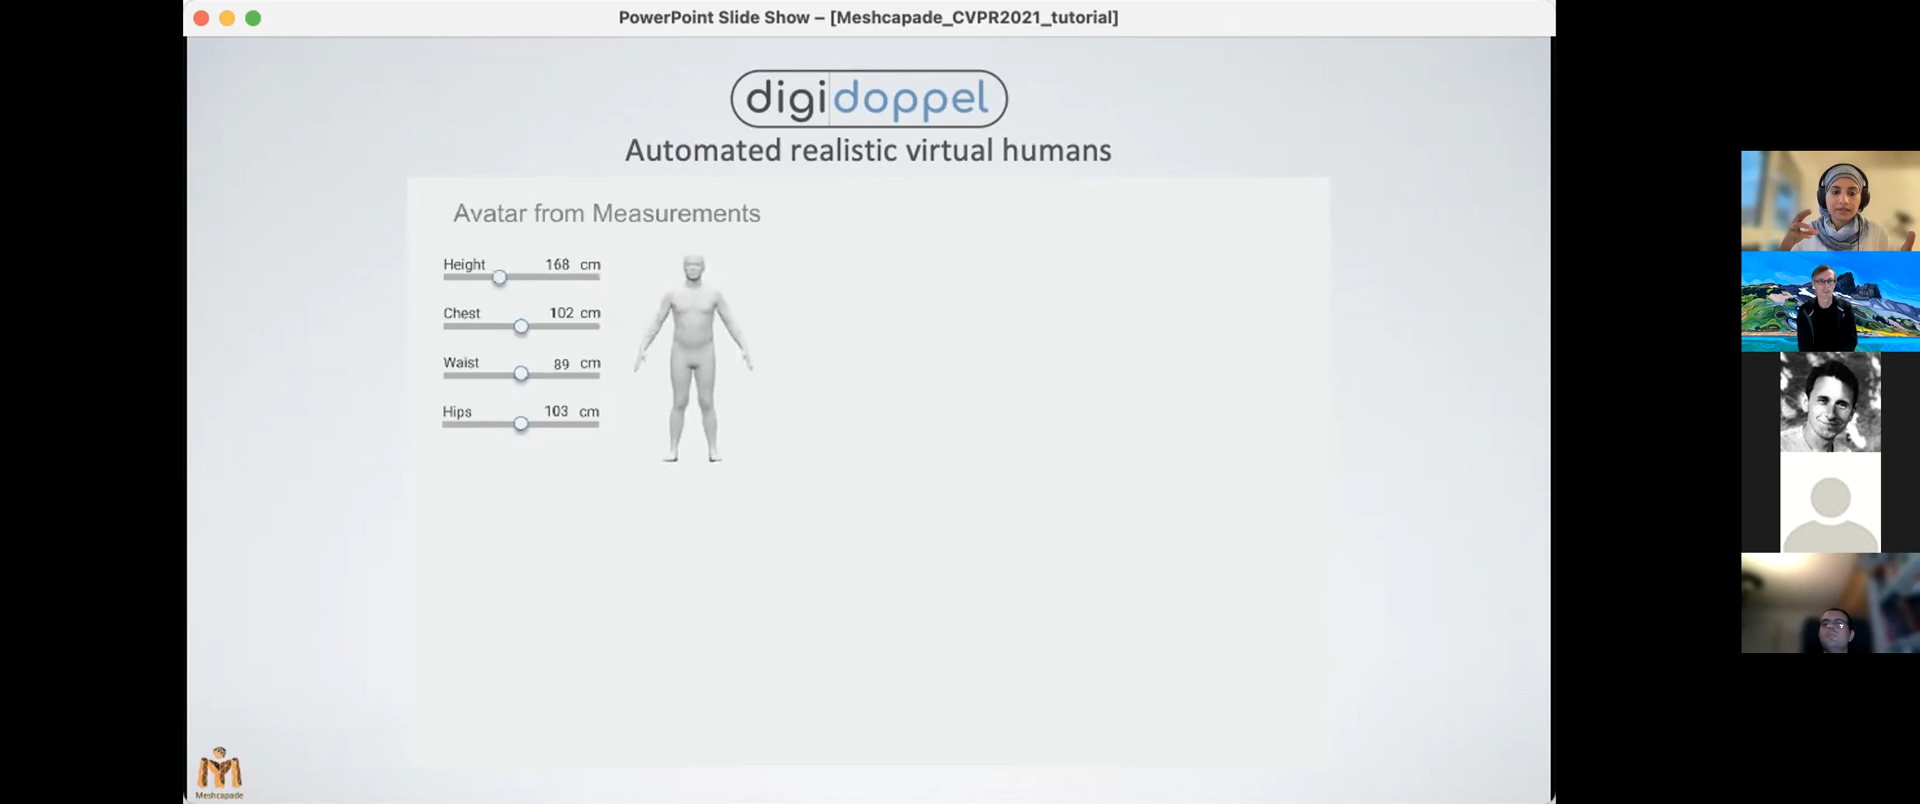 PowerPoint Slide Show – [Meshcapade_CVPR2021_tutorial]
digidoppel
Automated realistic virtual humans
Avatar from Measurements
Height 168 cm
Chest 102 cm
Waist 89 cm
Hips 103 cm
Meshcapade